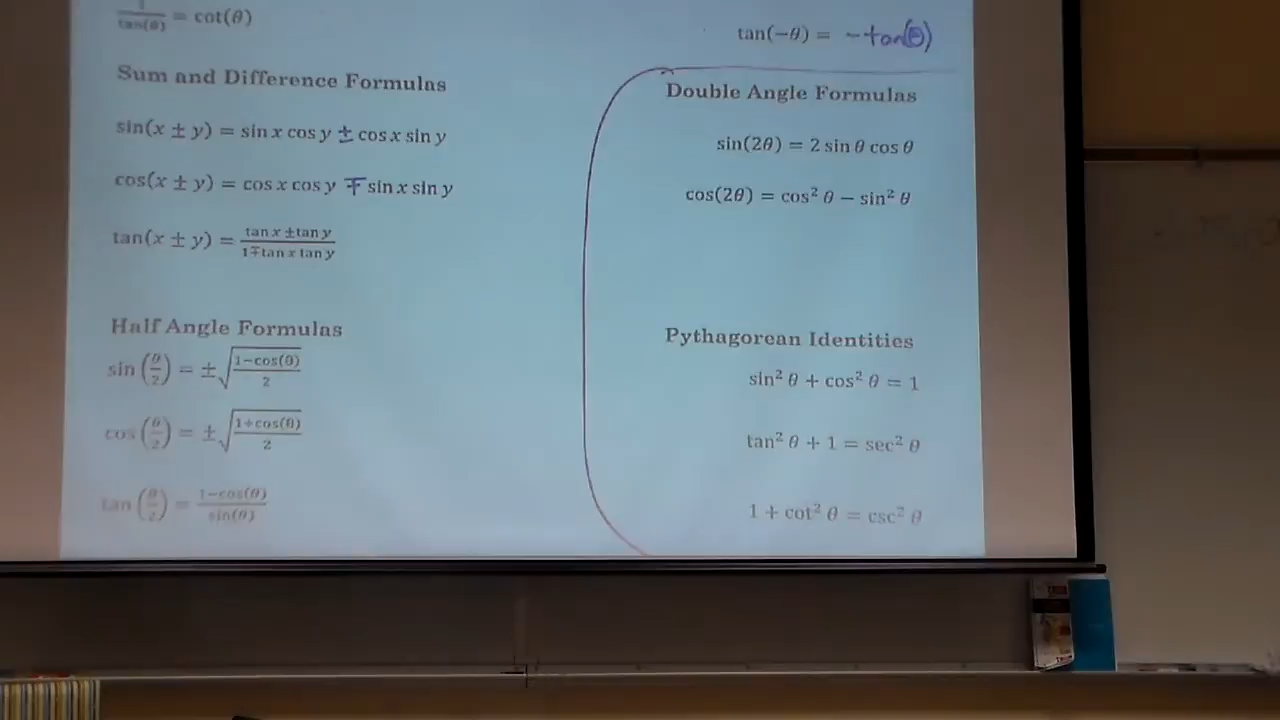 1/tan(θ) = cot(θ)
tan(−θ) = −tan(θ)
Sum and Difference Formulas
sin(x ± y) = sin x cos y ± cos x sin y
cos(x ± y) = cos x cos y ∓ sin x sin y
tan(x ± y) = tan x ±tan y / 1∓tan x tan y
Double Angle Formulas
sin(2θ) = 2 sin θ cos θ
cos(2θ) = cos² θ − sin² θ
Half Angle Formulas
sin (θ/2) = ±√(1−cos(θ)/2)
cos (θ/2) = ±√(1+cos(θ)/2)
tan (θ/2) = 1−cos(θ)/sin(θ)
Pythagorean Identities
sin² θ + cos² θ = 1
tan² θ + 1 = sec² θ
1 + cot² θ = csc² θ